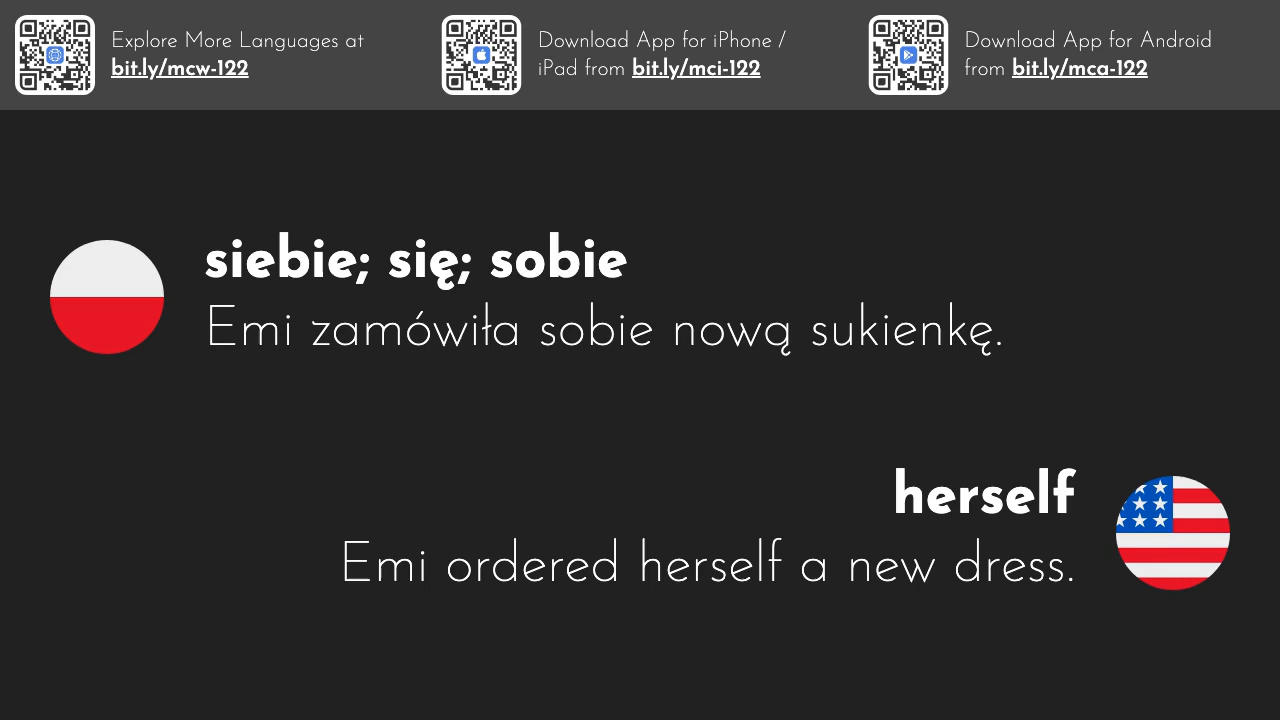 Explore More Languages at
bit.ly/mcw-122
Download App for iPhone /
iPad from bit.ly/mci-122
Download App for Android
from bit.ly/mca-122
siebie; się; sobie
Emi zamówiła sobie nową sukienkę.
herself
Emi ordered herself a new dress.